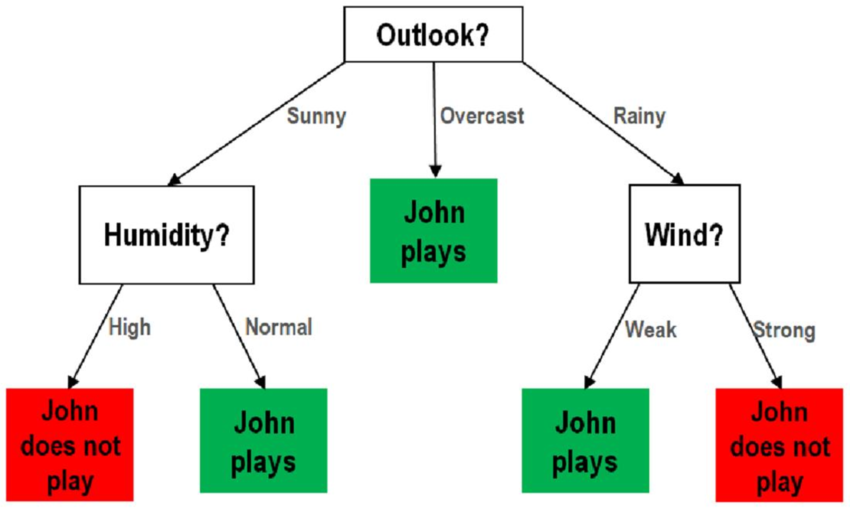 Outlook?
Sunny
Overcast
Rainy
Humidity?
John
plays
Wind?
High
Normal
Weak
Strong
John
does not
play
John
plays
John
plays
John
does not
play